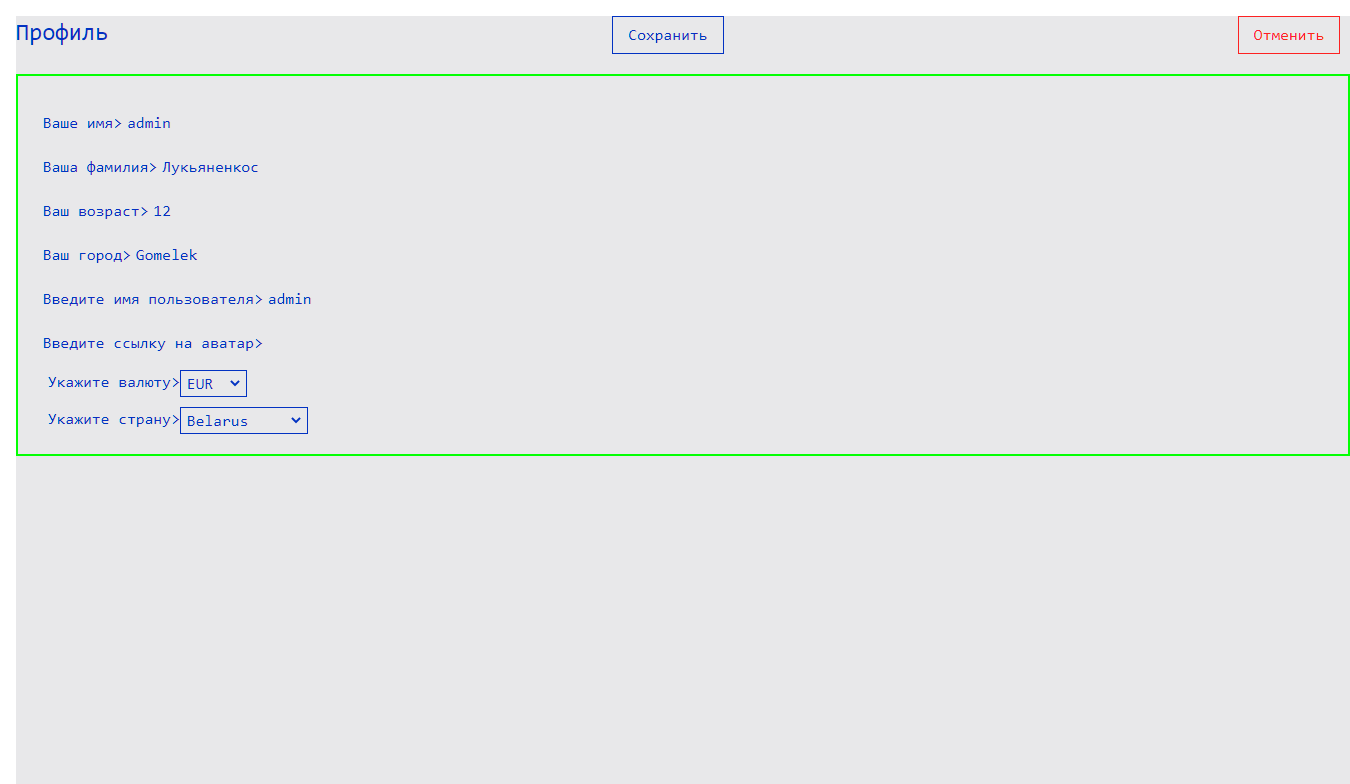 Профиль
Сохранить
Отменить
Ваше имя> admin
Ваша фамилия> Лукьяненкос
Ваш возраст> 12
Ваш город> Gomelek
Введите имя пользователя> admin
Введите ссылку на аватар>
Укажите валюту> EUR
Укажите страну> Belarus